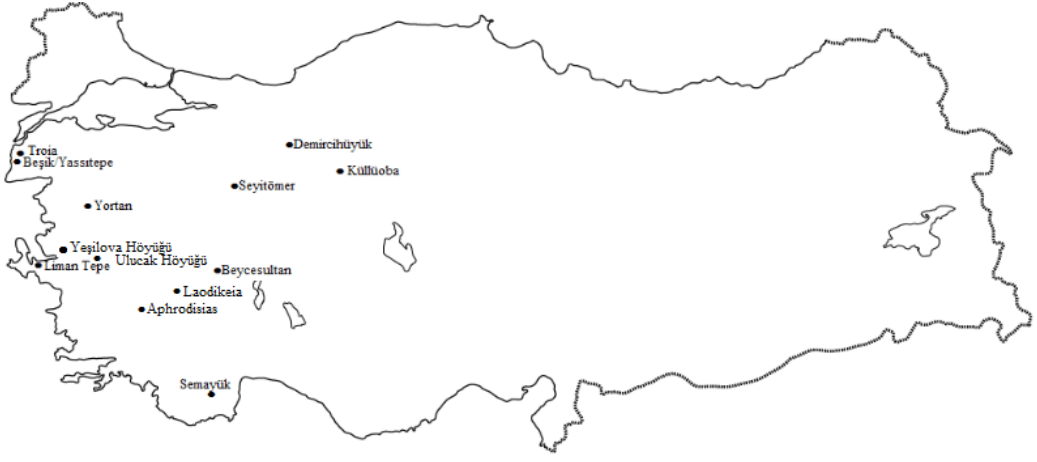 Demircihüyük
Troia
Beşik/Yassıtepe
Küllüoba
Seyitömer
Yortan
Yeşilova Höyüğü
Ulucak Höyüğü
Liman Tepe
Beycesultan
Laodikeia
Aphrodisias
Semayük